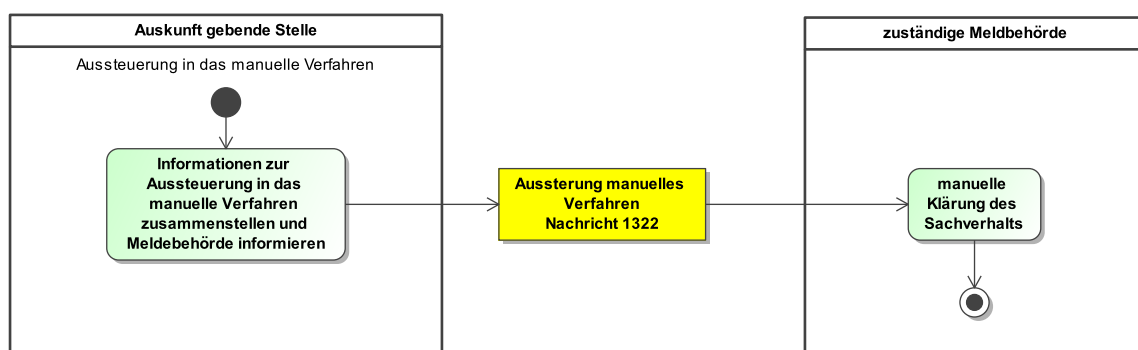 Auskunft gebende Stelle
Aussteuerung in das manuelle Verfahren
Informationen zur
Aussteuerung in das
manuelle Verfahren
zusammenstellen und
Meldebehörde informieren
Aussterung manuelles
Verfahren
Nachricht 1322
zuständige Meldbehörde
manuelle
Klärung des
Sachverhalts